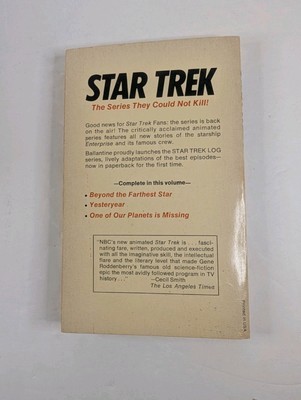 STAR TREK
The Series They Could Not Kill!
Good news for Star Trek Fans: the series is back
on the air! The critically acclaimed animated
series features all new stories of the starship
Enterprise and its famous crew.
Ballantine proudly launches the STAR TREK LOG
series, lively adaptations of the best episodes—
now in paperback for the first time.
—Complete in this volume—
• Beyond the Farthest Star
• Yesteryear
• One of Our Planets is Missing
"NBC's new animated Star Trek is . . . fasci-
nating fare, written, produced and executed
with all the imaginative skill, the intellectual
flare and the literary level that made Gene
Roddenberry's famous old science-fiction
epic the most avidly followed program in TV
history . . ." —Cecil Smith
The Los Angeles Times
Printed in USA